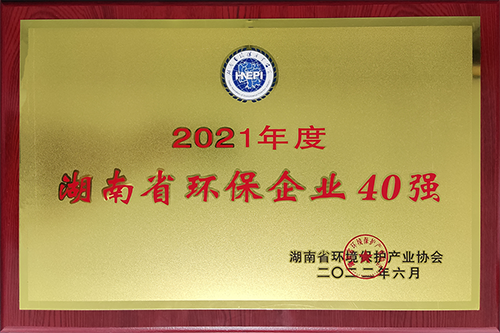 HNEPI
2021年度
湖南省环保企业40强
湖南省环境保护产业协会
二〇二二年六月